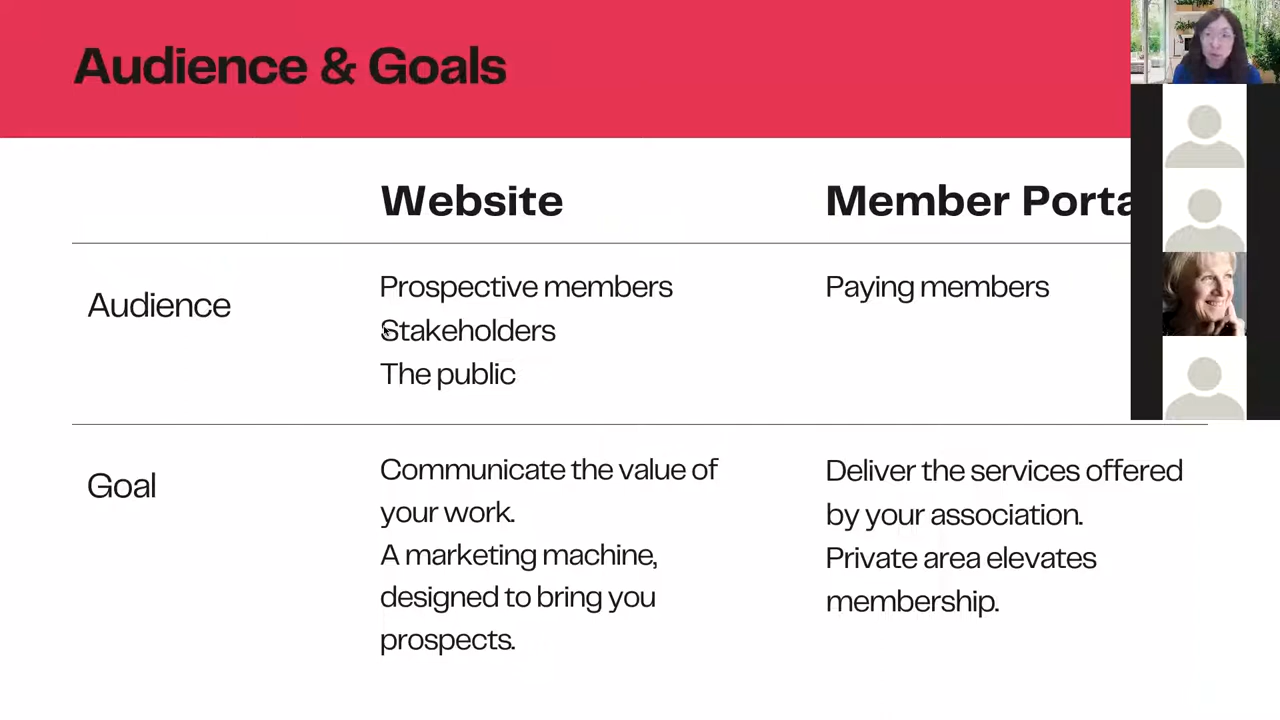 Audience & Goals
Website
Member Porta
Audience
Prospective members
Stakeholders
The public
Paying members
Goal
Communicate the value of
your work.
A marketing machine,
designed to bring you
prospects.
Deliver the services offered
by your association.
Private area elevates
membership.